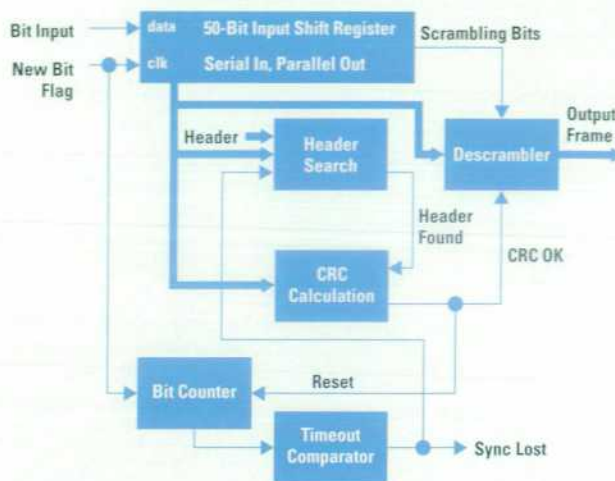 Bit Input
data 50-Bit Input Shift Register
Scrambling Bits
New Bit
Flag
clk Serial In, Parallel Out
Output
Frame
Header
Header
Search
Descrambler
Header
Found
CRC OK
CRC
Calculation
Reset
Bit Counter
Timeout
Comparator
Sync Lost